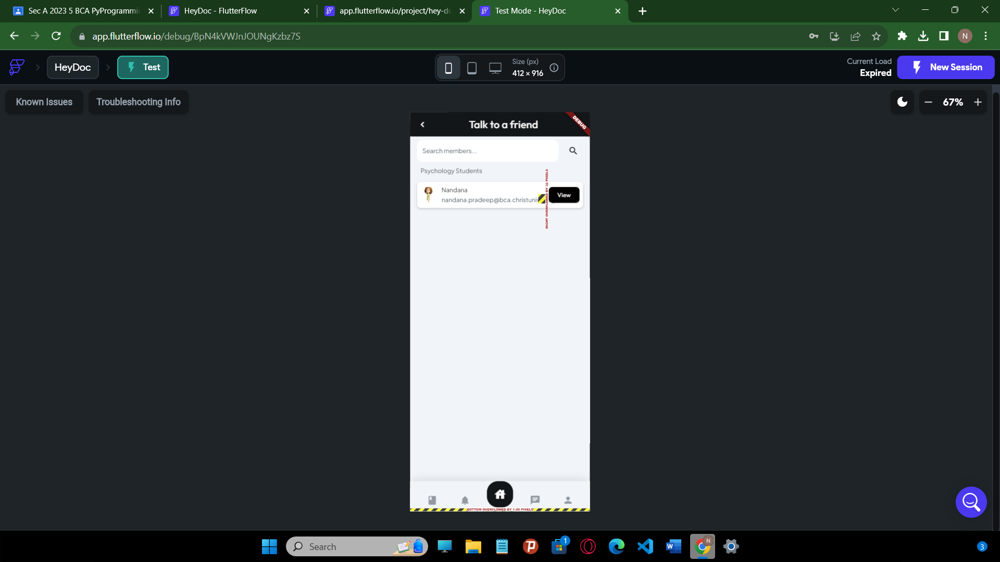 Sec A 2023 5 BCA PyProgrammi
HeyDoc - FlutterFlow
app.flutterflow.io/project/hey-do
Test Mode - HeyDoc
app.flutterflow.io/debug/BpN4kVWJnJOUNgKzbz7S
N
HeyDoc
Test
Size (px)
412 × 916
Current Load
Expired
New Session
Known Issues
Troubleshooting Info
67%
Talk to a friend
DEBUG
Search members...
Psychology Students
Nandana
nandana.pradeep@bca.christuni
RIGHT OVERFLOWED BY 32 PIXELS
View
BOTTOM OVERFLOWED BY 1.00 PIXELS
Search
1
N
3